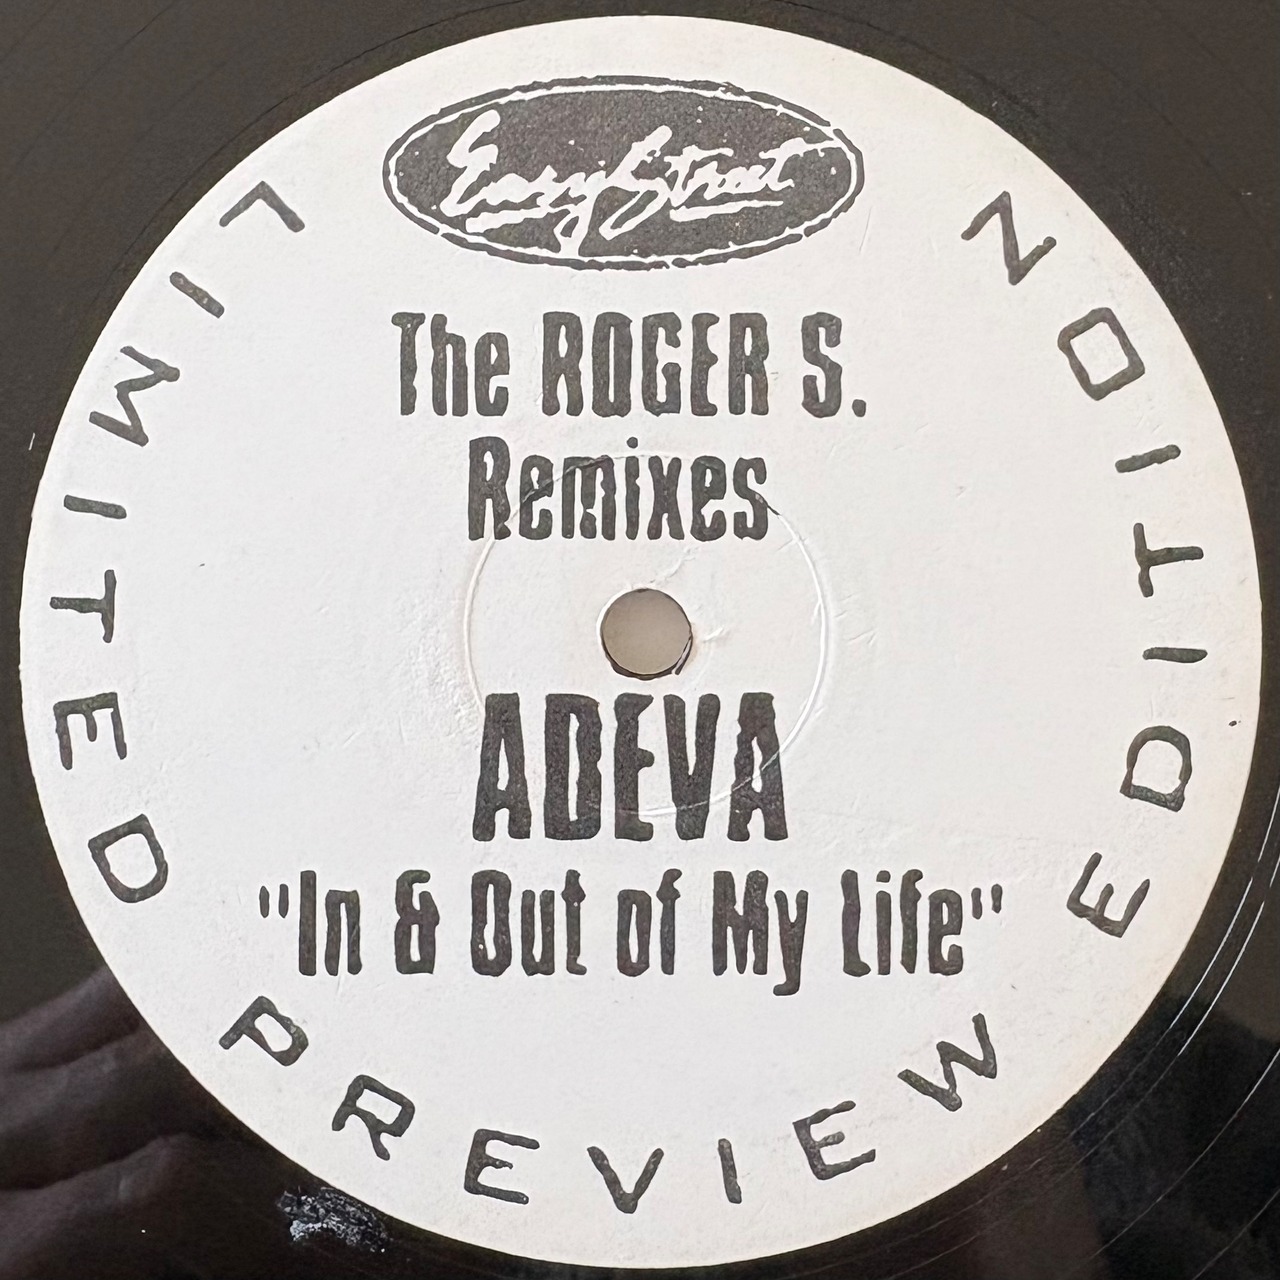 Easy Street
The ROGER S.
Remixes
ADEVA
"In & Out of My Life"
LIMITED PREVIEW EDITION